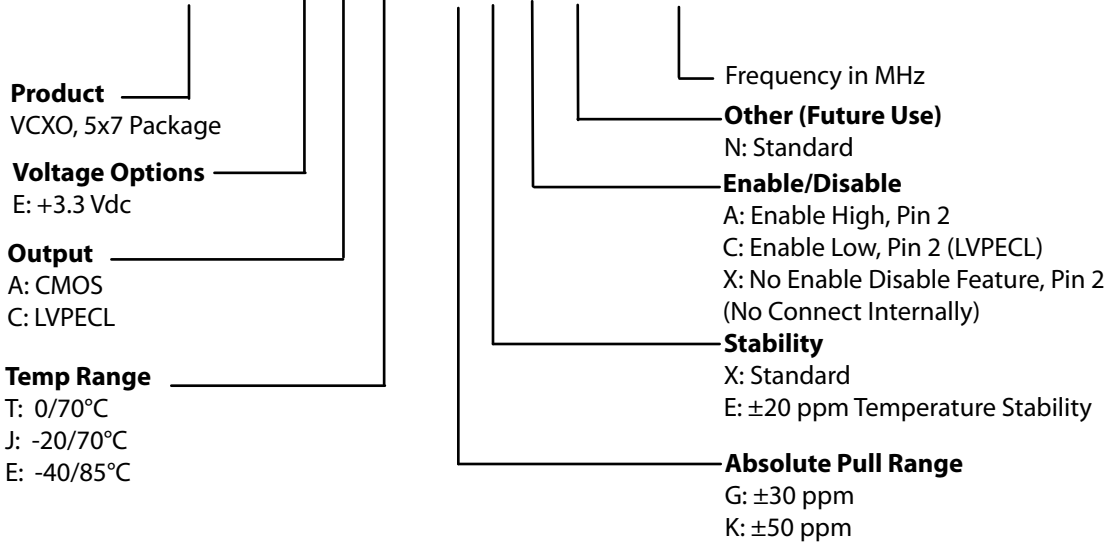 Product
VCXO, 5x7 Package
Voltage Options
E: +3.3 Vdc
Output
A: CMOS
C: LVPECL
Temp Range
T: 0/70°C
J: -20/70°C
E: -40/85°C
Frequency in MHz
Other (Future Use)
N: Standard
Enable/Disable
A: Enable High, Pin 2
C: Enable Low, Pin 2 (LVPECL)
X: No Enable Disable Feature, Pin 2
(No Connect Internally)
Stability
X: Standard
E: ±20 ppm Temperature Stability
Absolute Pull Range
G: ±30 ppm
K: ±50 ppm